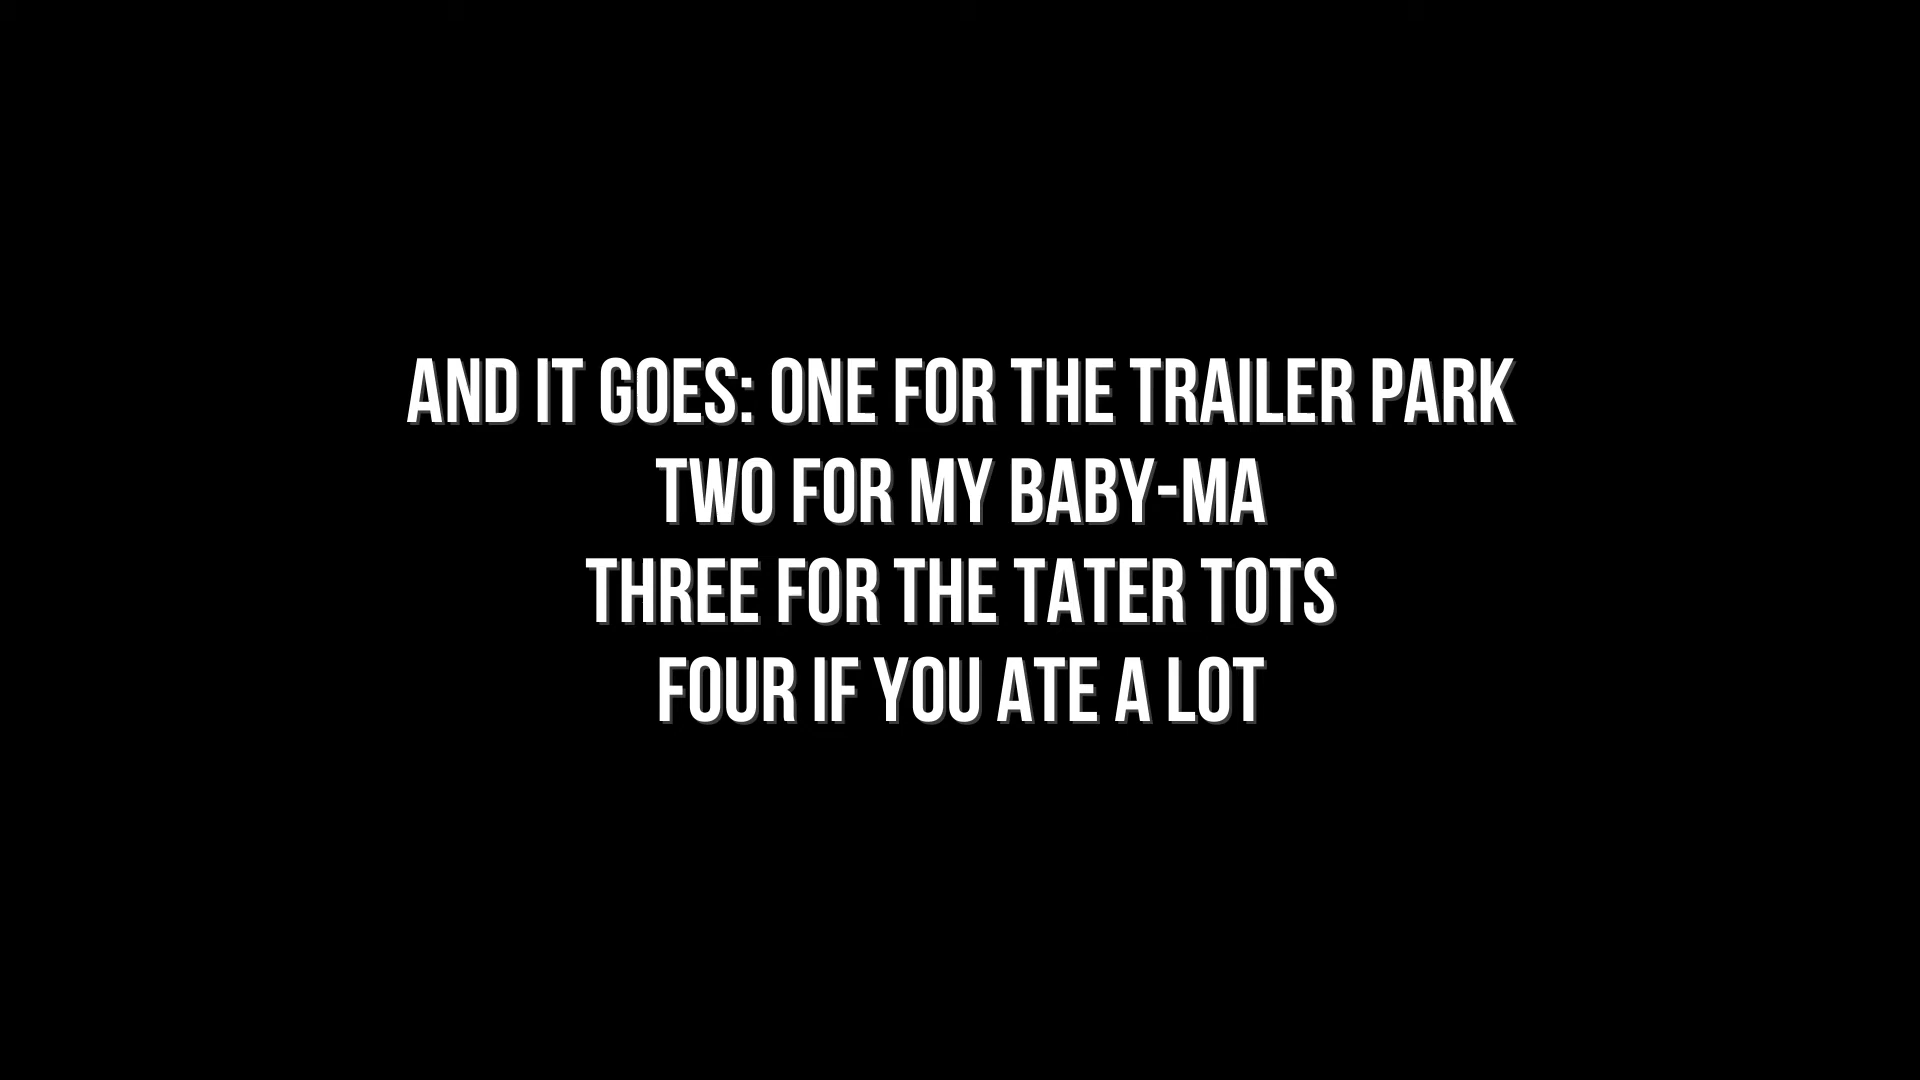 AND IT GOES: ONE FOR THE TRAILER PARK
TWO FOR MY BABY-MA
THREE FOR THE TATER TOTS
FOUR IF YOU ATE A LOT